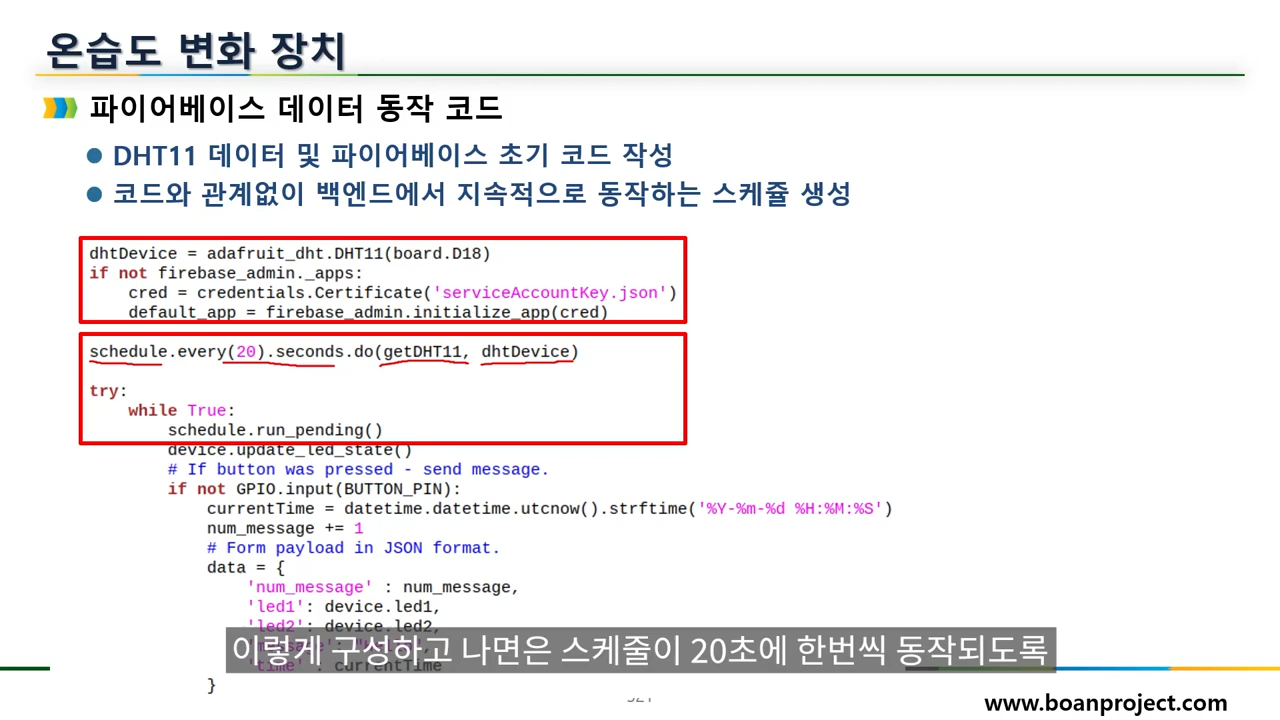 온습도 변화 장치
파이어베이스 데이터 동작 코드
DHT11 데이터 및 파이어베이스 초기 코드 작성
코드와 관계없이 백엔드에서 지속적으로 동작하는 스케쥴 생성
dhtDevice = adafruit_dht.DHT11(board.D18)
if not firebase_admin._apps:
cred = credentials.Certificate('serviceAccountKey.json')
default_app = firebase_admin.initialize_app(cred)
schedule.every(20).seconds.do(getDHT11, dhtDevice)
try:
while True:
schedule.run_pending()
device.update_led_state()
# If button was pressed - send message.
if not GPIO.input(BUTTON_PIN):
currentTime = datetime.datetime.utcnow().strftime('%Y-%m-%d %H:%M:%S')
num_message += 1
# Form payload in JSON format.
data = {
'num_message' : num_message,
'led1': device.led1,
'led2': device.led2,
이렇게 구성하고 나면은 스케줄이 20초에 한번씩 동작되도록
'time' : currentTime
}
www.boanproject.com